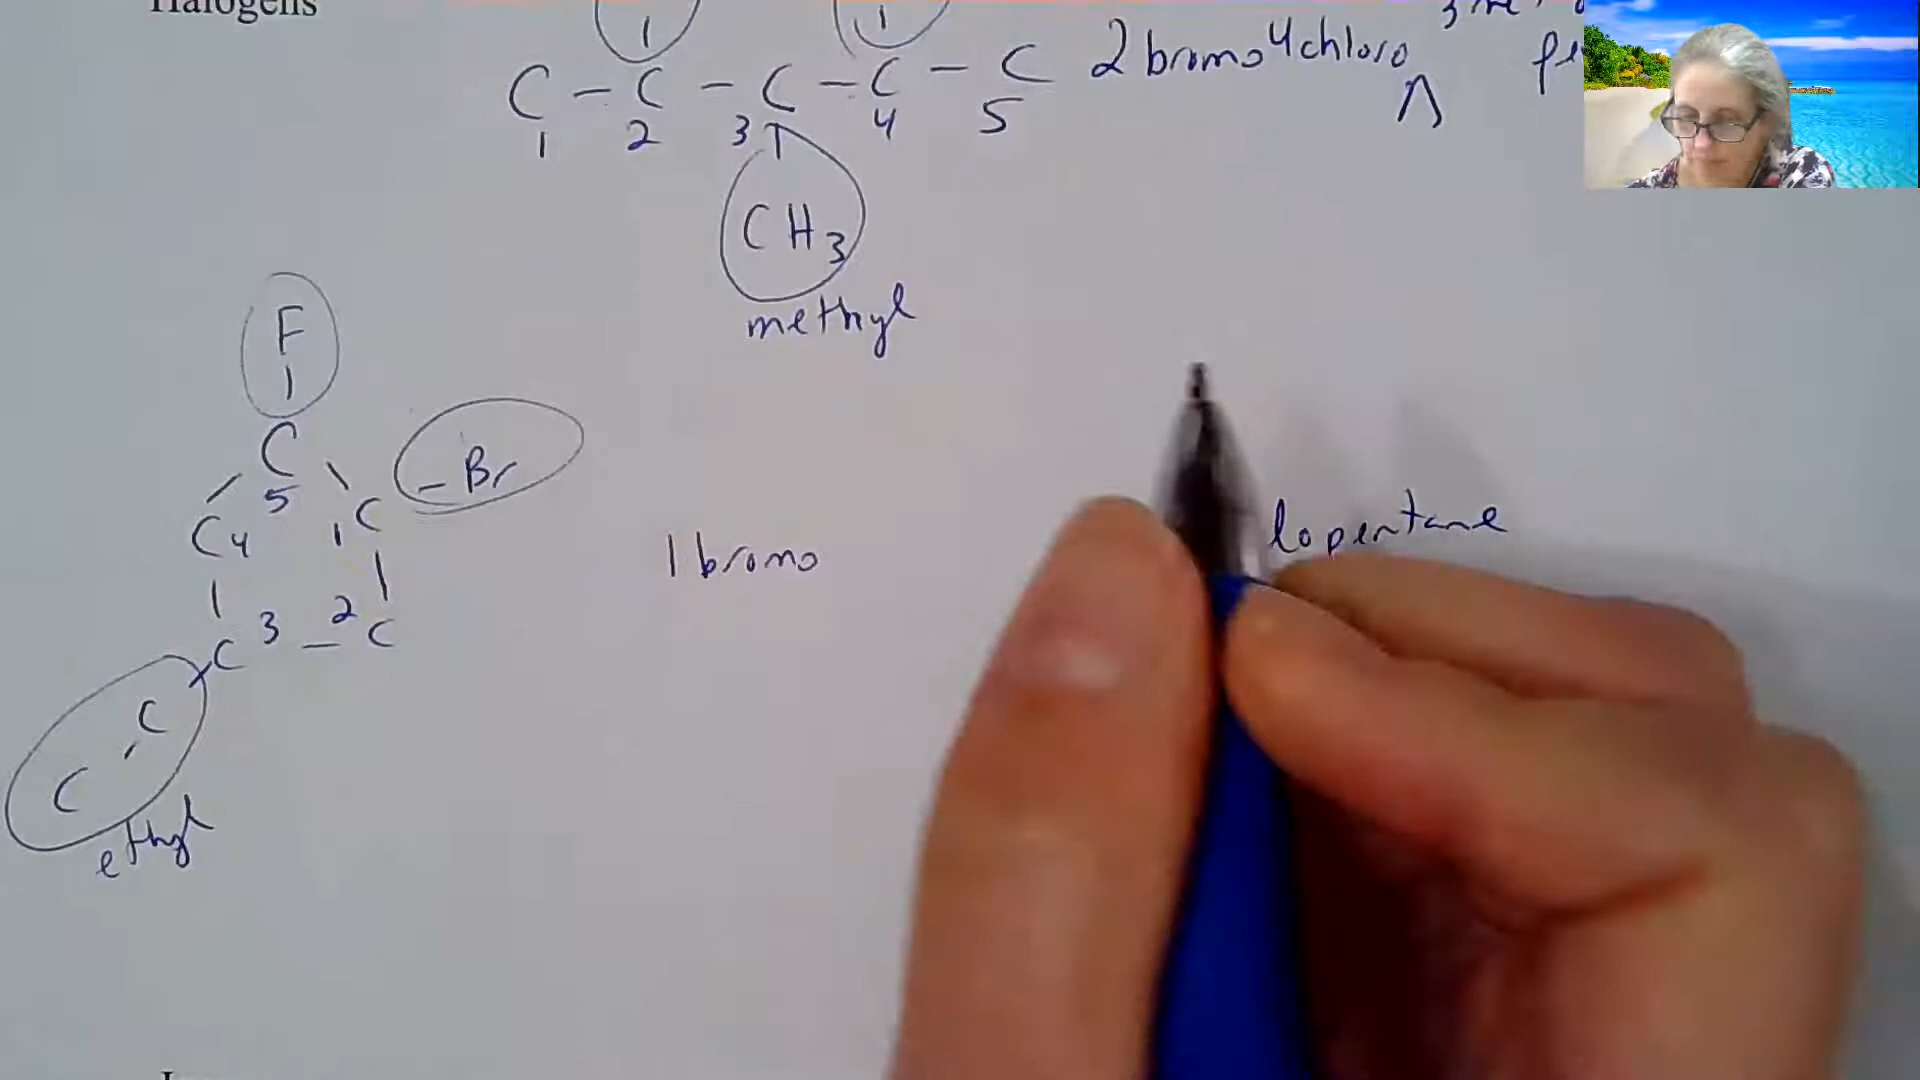 Halogens
C - C - C - C - C
1 2 3 4 5
2 bromo 4 chloro
CH3
methyl
F
C
5
- Br
C 4
1 C
1 bromo
lopentane
C 3 - 2 C
C
C
ethyl